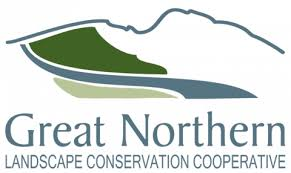 Great Northern
LANDSCAPE CONSERVATION COOPERATIVE